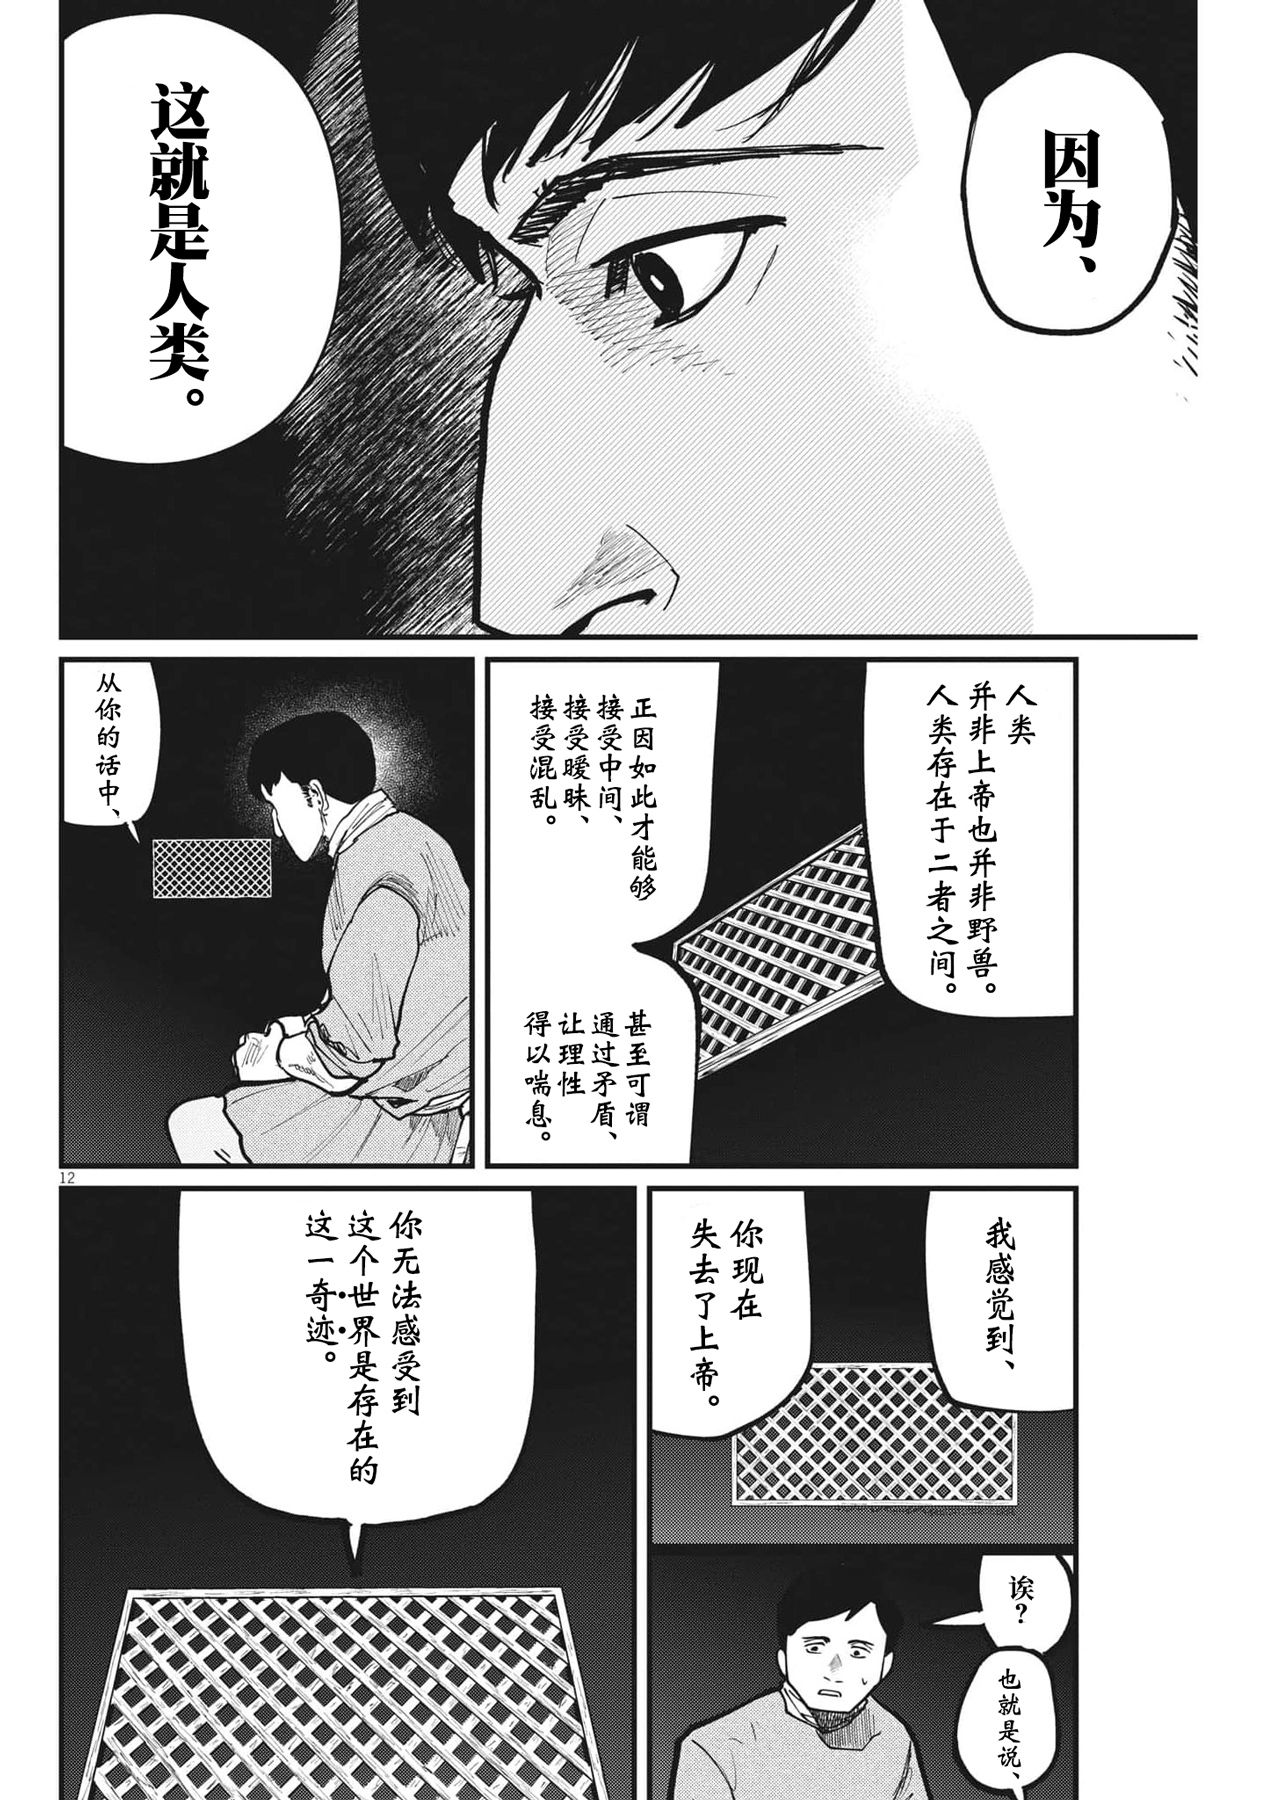 因为、
这就是人类。
人类
并非上帝也并非野兽。
人类存在于二者之间。
正因如此才能够
接受中间、
接受暧昧、
接受混乱。
甚至可谓
通过矛盾、
让理性
得以喘息。
从你的话中、
12
我感觉到、
你现在
失去了上帝。
诶？
也就是说、
你无法感受到
这个世界是存在的
这一奇迹。